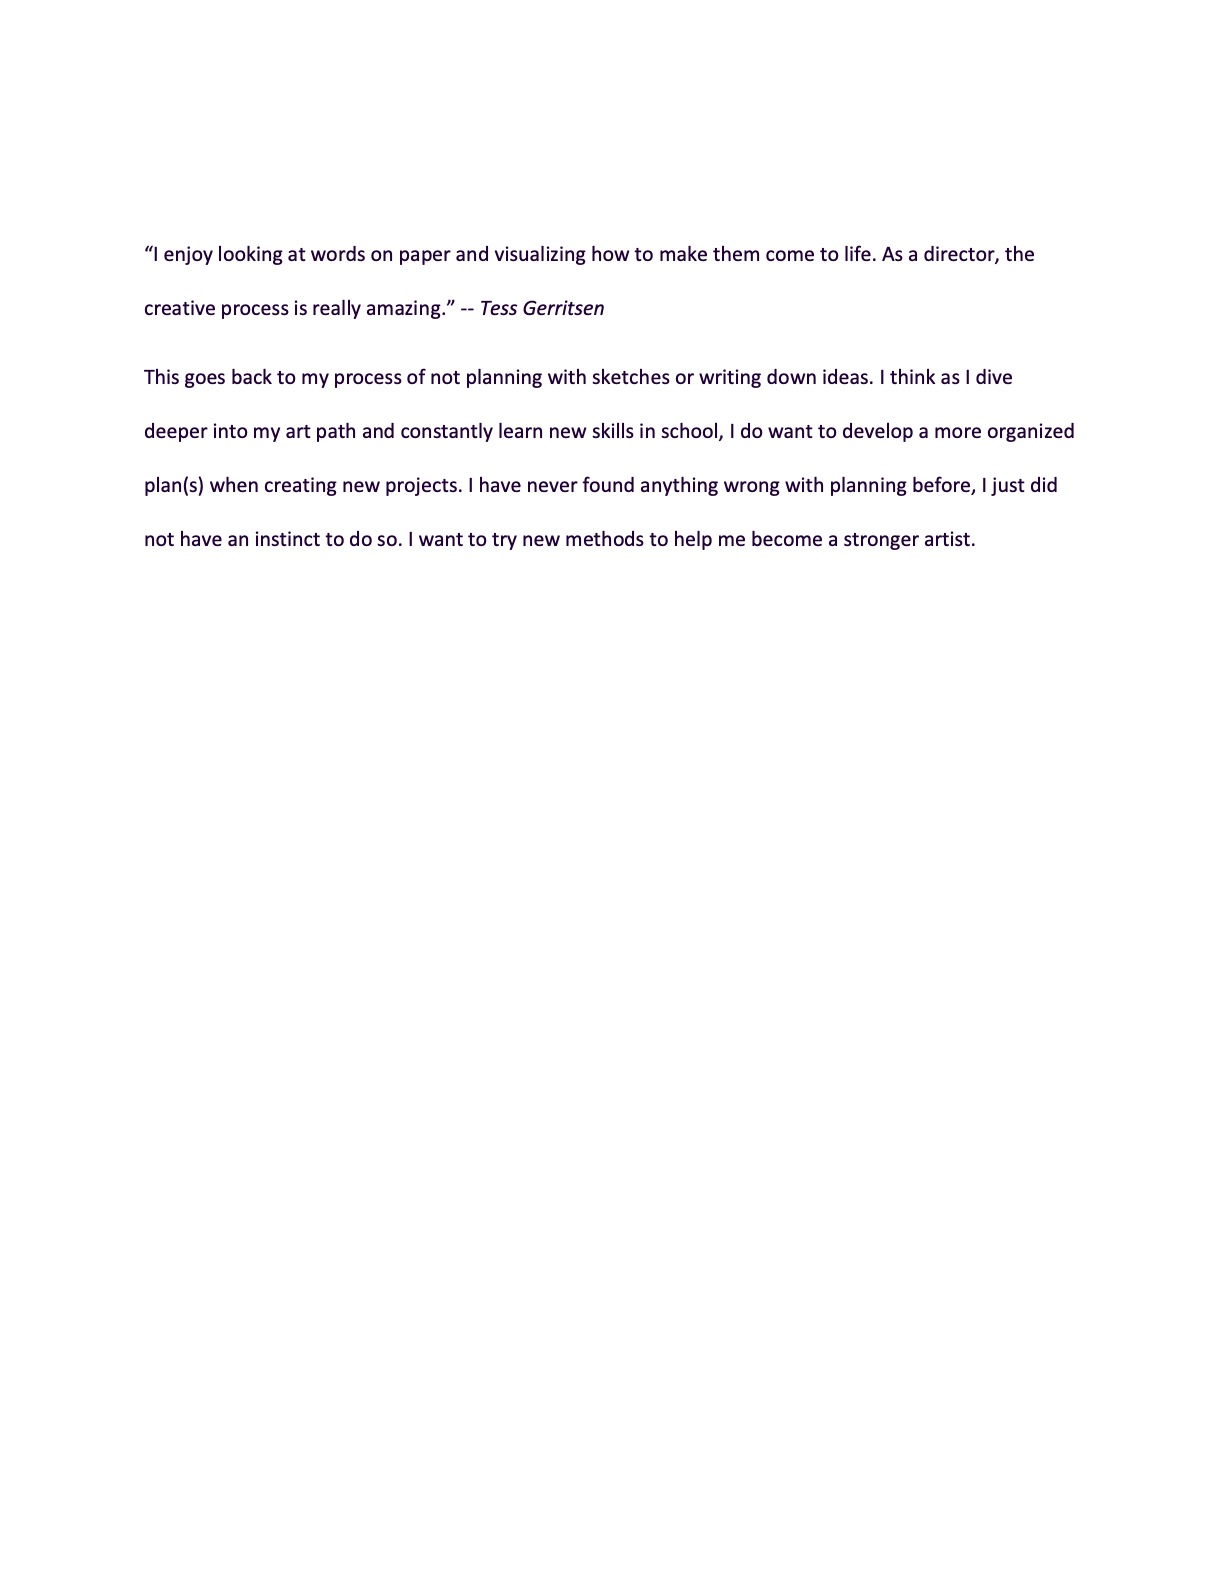 “I enjoy looking at words on paper and visualizing how to make them come to life. As a director, the
creative process is really amazing.” -- Tess Gerritsen
This goes back to my process of not planning with sketches or writing down ideas. I think as I dive
deeper into my art path and constantly learn new skills in school, I do want to develop a more organized
plan(s) when creating new projects. I have never found anything wrong with planning before, I just did
not have an instinct to do so. I want to try new methods to help me become a stronger artist.